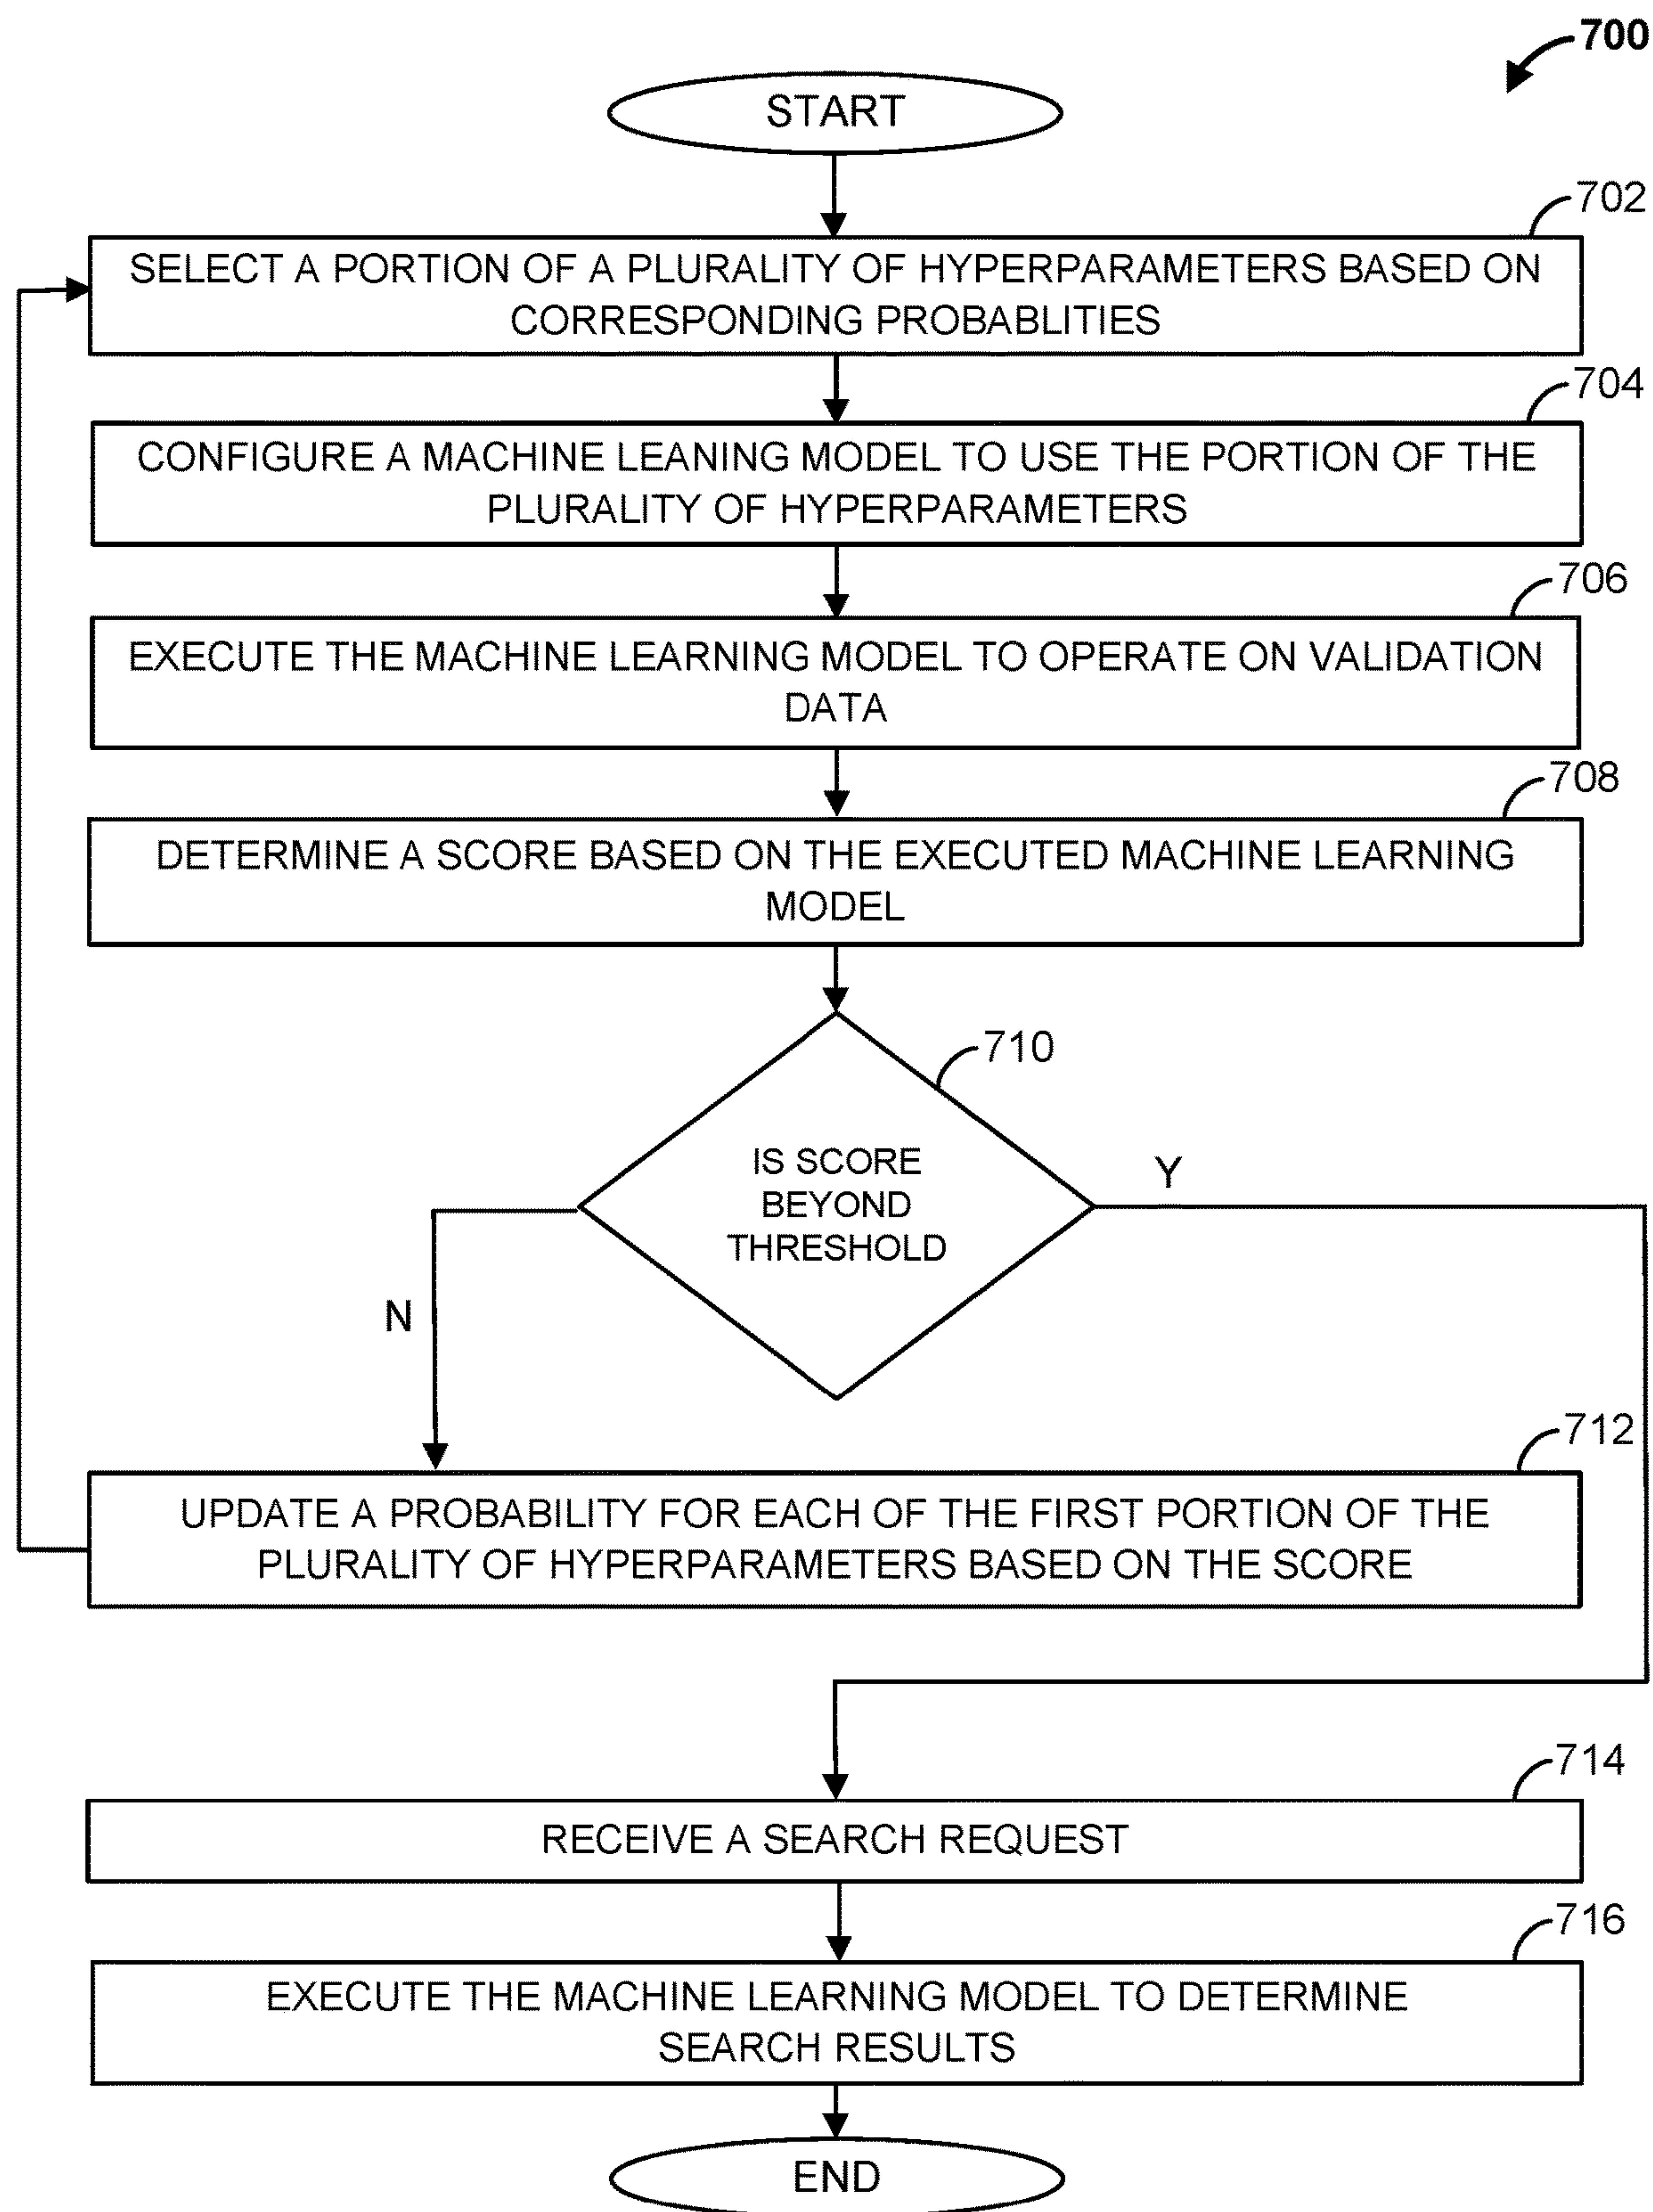 700
START
702
SELECT A PORTION OF A PLURALITY OF HYPERPARAMETERS BASED ON
CORRESPONDING PROBABLITIES
704
CONFIGURE A MACHINE LEANING MODEL TO USE THE PORTION OF THE
PLURALITY OF HYPERPARAMETERS
706
EXECUTE THE MACHINE LEARNING MODEL TO OPERATE ON VALIDATION
DATA
708
DETERMINE A SCORE BASED ON THE EXECUTED MACHINE LEARNING
MODEL
710
IS SCORE
BEYOND
THRESHOLD
Y
N
712
UPDATE A PROBABILITY FOR EACH OF THE FIRST PORTION OF THE
PLURALITY OF HYPERPARAMETERS BASED ON THE SCORE
714
RECEIVE A SEARCH REQUEST
716
EXECUTE THE MACHINE LEARNING MODEL TO DETERMINE
SEARCH RESULTS
END